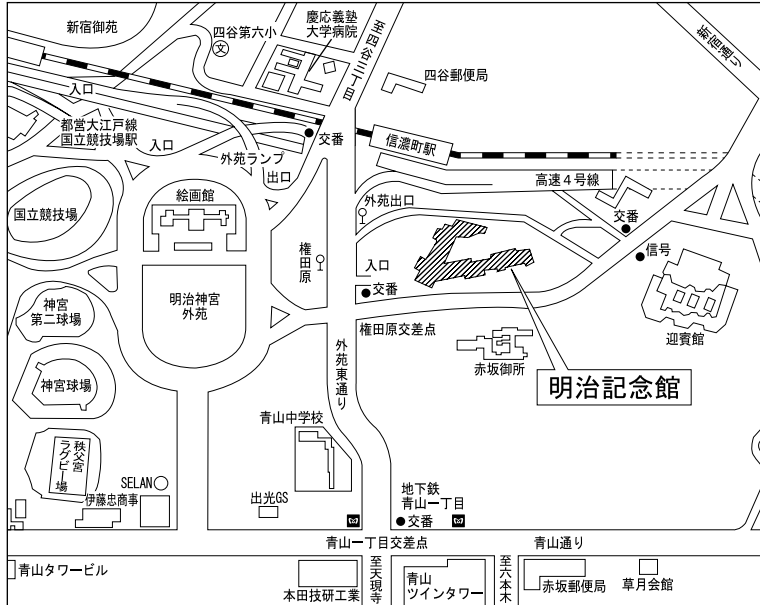 新宿御苑
四谷第六小
文
慶応義塾
大学病院
至四谷三丁目
四谷郵便局
新宿通り
入口
都営大江戸線
国立競技場駅
入口
外苑ランプ
出口
交番
信濃町駅
高速4号線
国立競技場
絵画館
外苑出口
交番
信号
権田原
入口
交番
明治神宮
外苑
権田原交差点
迎賓館
神宮
第二球場
赤坂御所
明治記念館
外苑東通り
神宮球場
青山中学校
秩父宮
ラグビー場
SELAN
伊藤忠商事
出光GS
地下鉄
青山一丁目
交番
青山一丁目交差点
青山通り
青山タワービル
本田技研工業
至天現寺
青山
ツインタワー
至六本木
赤坂郵便局
草月会館